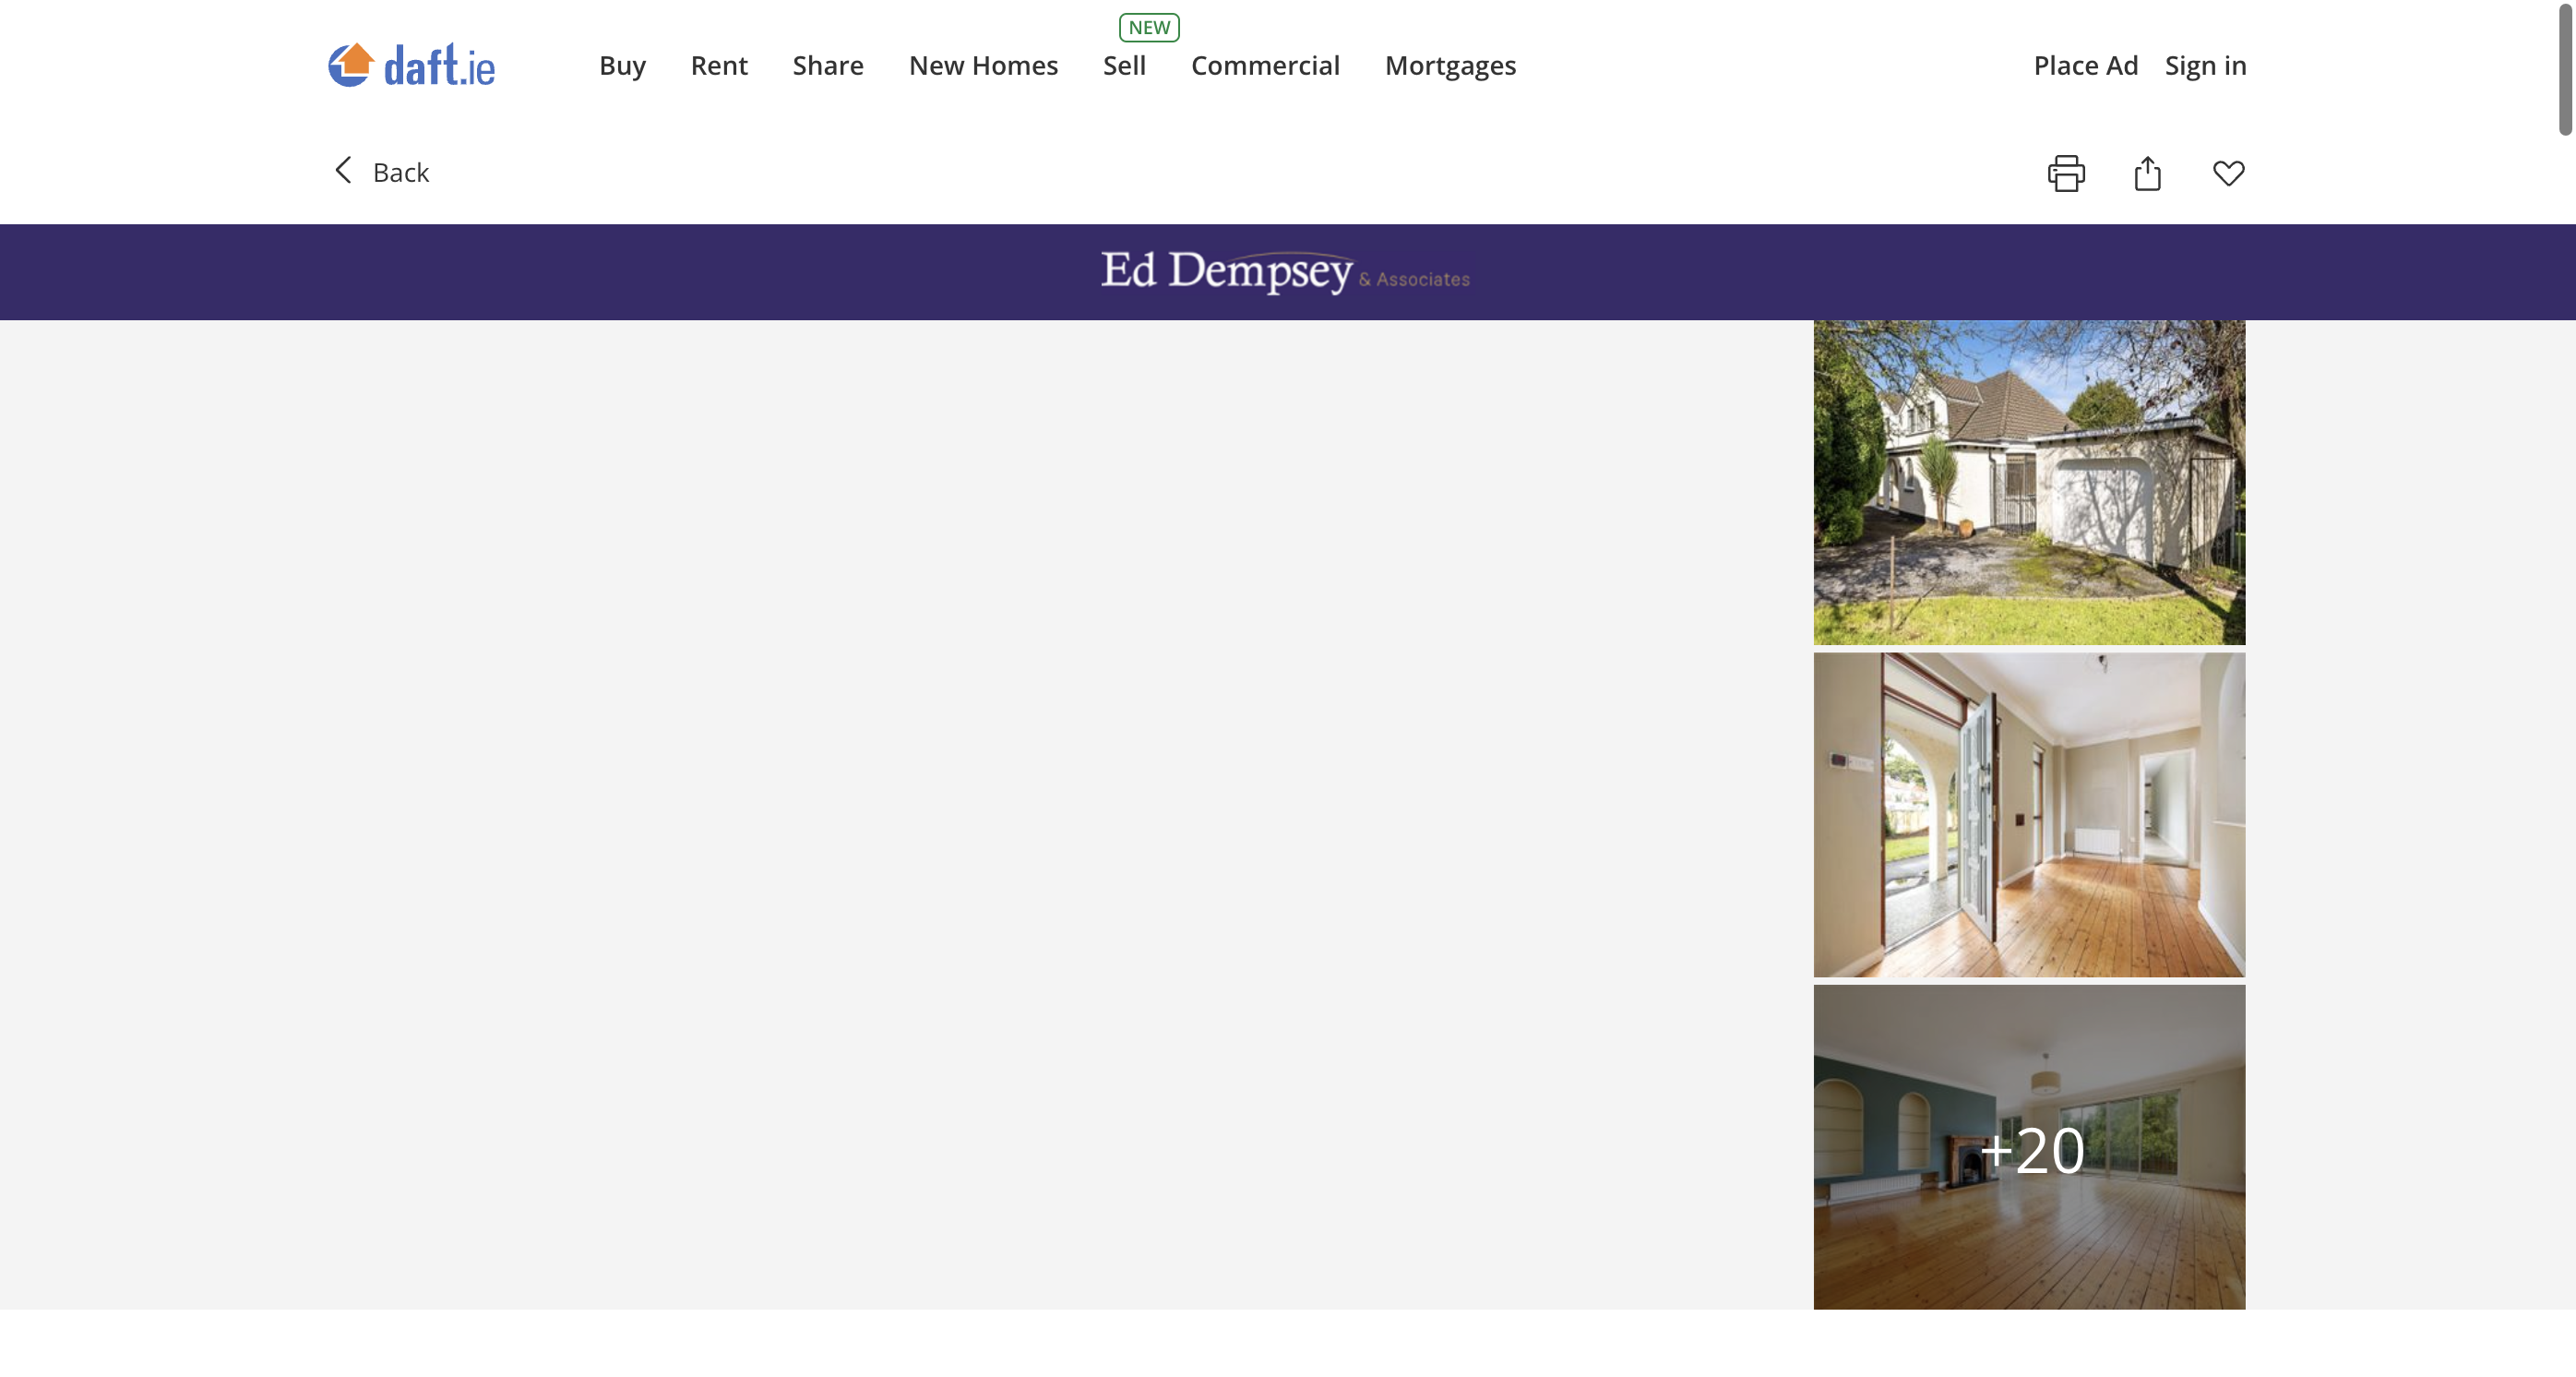 NEW
daft.ie Buy Rent Share New Homes Sell Commercial Mortgages Place Ad Sign in
Back
Ed Dempsey & Associates
+20